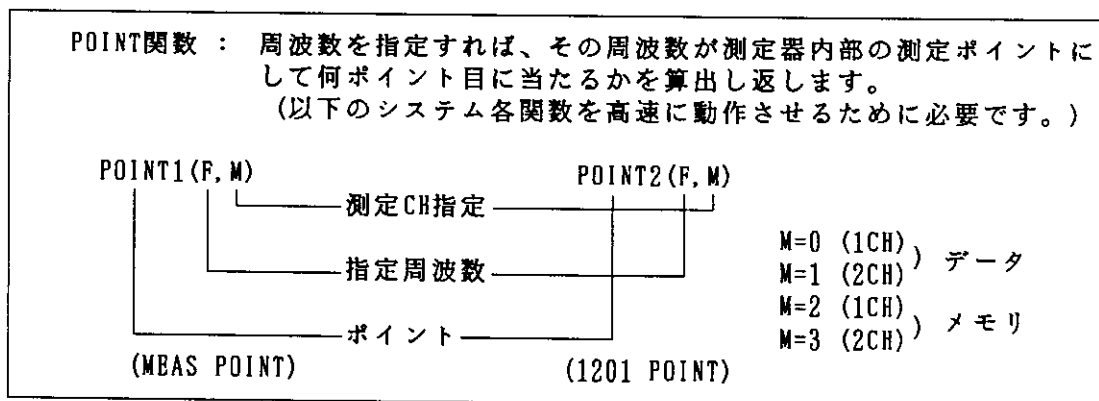 POINT関数 : 周波数を指定すれば、その周波数が測定器内部の測定ポイントに
して何ポイント目に当たるかを算出し返します。
(以下のシステム各関数を高速に動作させるために必要です。)
POINT1(F,M) POINT2(F,M)
測定CH指定
指定周波数
ポイント
M=0 (1CH)
M=1 (2CH)
) データ
M=2 (1CH)
M=3 (2CH)
) メモリ
(MEAS POINT) (1201 POINT)